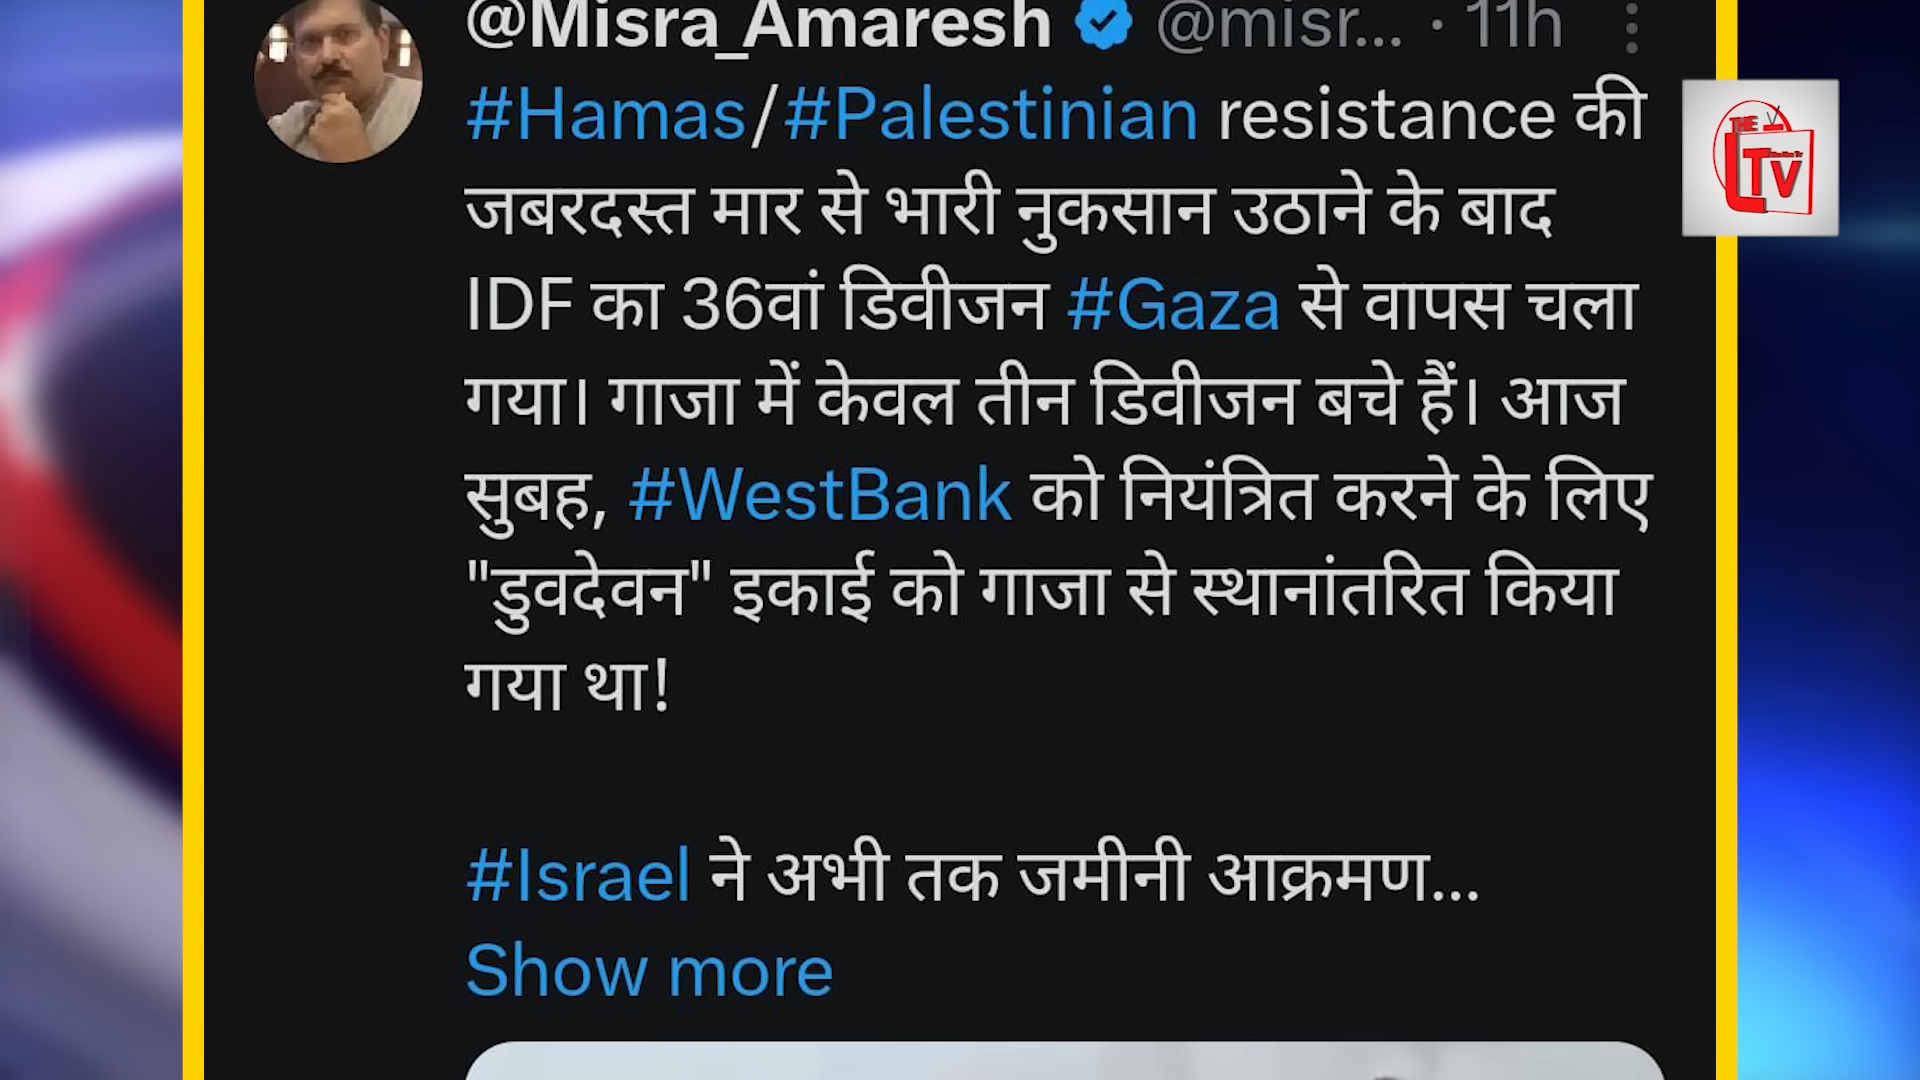 @Misra_Amaresh @misr... · 11h
#Hamas/#Palestinian resistance की
जबरदस्त मार से भारी नुकसान उठाने के बाद
IDF का 36वां डिवीजन #Gaza से वापस चला
गया। गाजा में केवल तीन डिवीजन बचे हैं। आज
सुबह, #WestBank को नियंत्रित करने के लिए
"डुवदेवन" इकाई को गाजा से स्थानांतरित किया
गया था!
#Israel ने अभी तक जमीनी आक्रमण...
Show more
THE
L
TV